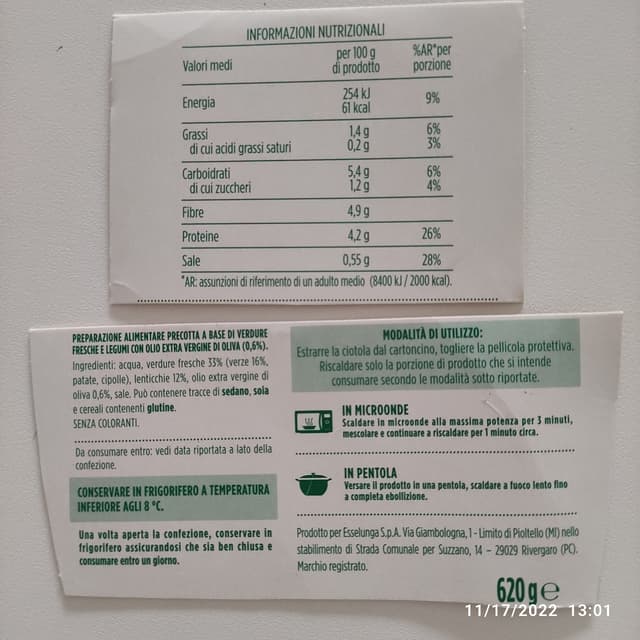 INFORMAZIONI NUTRIZIONALI
Valori medi per 100 g di prodotto %AR*per porzione
Energia 254 kJ 61 kcal 9%
Grassi 1,4 g 6%
di cui acidi grassi saturi 0,2 g 3%
Carboidrati 5,4 g 6%
di cui zuccheri 1,2 g 4%
Fibre 4,9 g
Proteine 4,2 g 26%
Sale 0,55 g 28%
*AR: assunzioni di riferimento di un adulto medio (8400 kJ / 2000 kcal).
PREPARAZIONE ALIMENTARE PRECOTTA A BASE DI VERDURE
FRESCHE E LEGUMI CON OLIO EXTRA VERGINE DI OLIVA (0,6%).
Ingredienti: acqua, verdure fresche 33% (verze 16%,
patate, cipolle), lenticchie 12%, olio extra vergine di
oliva 0,6%, sale. Può contenere tracce di sedano, soia
e cereali contenenti glutine.
SENZA COLORANTI.
Da consumare entro: vedi data riportata a lato della
confezione.
CONSERVARE IN FRIGORIFERO A TEMPERATURA
INFERIORE AGLI 8 °C.
Una volta aperta la confezione, conservare in
frigorifero assicurandosi che sia ben chiusa e
consumare entro un giorno.
MODALITÀ DI UTILIZZO:
Estrarre la ciotola dal cartoncino, togliere la pellicola protettiva.
Riscaldare solo la porzione di prodotto che si intende
consumare secondo le modalità sotto riportate.
IN MICROONDE
Scaldare in microonde alla massima potenza per 3 minuti,
mescolare e continuare a riscaldare per 1 minuto circa.
IN PENTOLA
Versare il prodotto in una pentola, scaldare a fuoco lento fino
a completa ebollizione.
Prodotto per Esselunga S.p.A. Via Giambologna, 1 - Limito di Pioltello (MI) nello
stabilimento di Strada Comunale per Suzzano, 14 - 29029 Rivergaro (PC).
Marchio registrato.
620 g e
11/17/2022 13:01